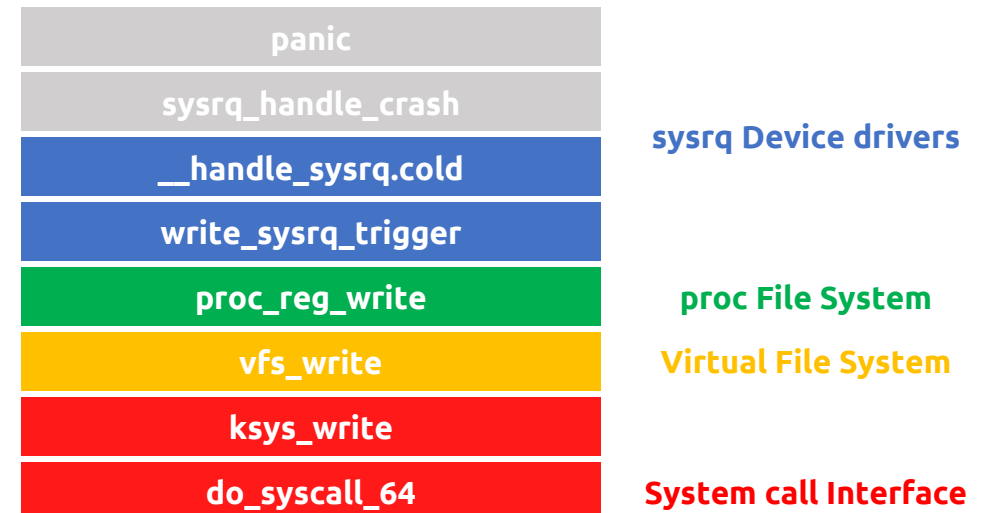 panic
sysrq_handle_crash
sysrq Device drivers
__handle_sysrq.cold
write_sysrq_trigger
proc_reg_write
proc File System
vfs_write
Virtual File System
ksys_write
do_syscall_64
System call Interface